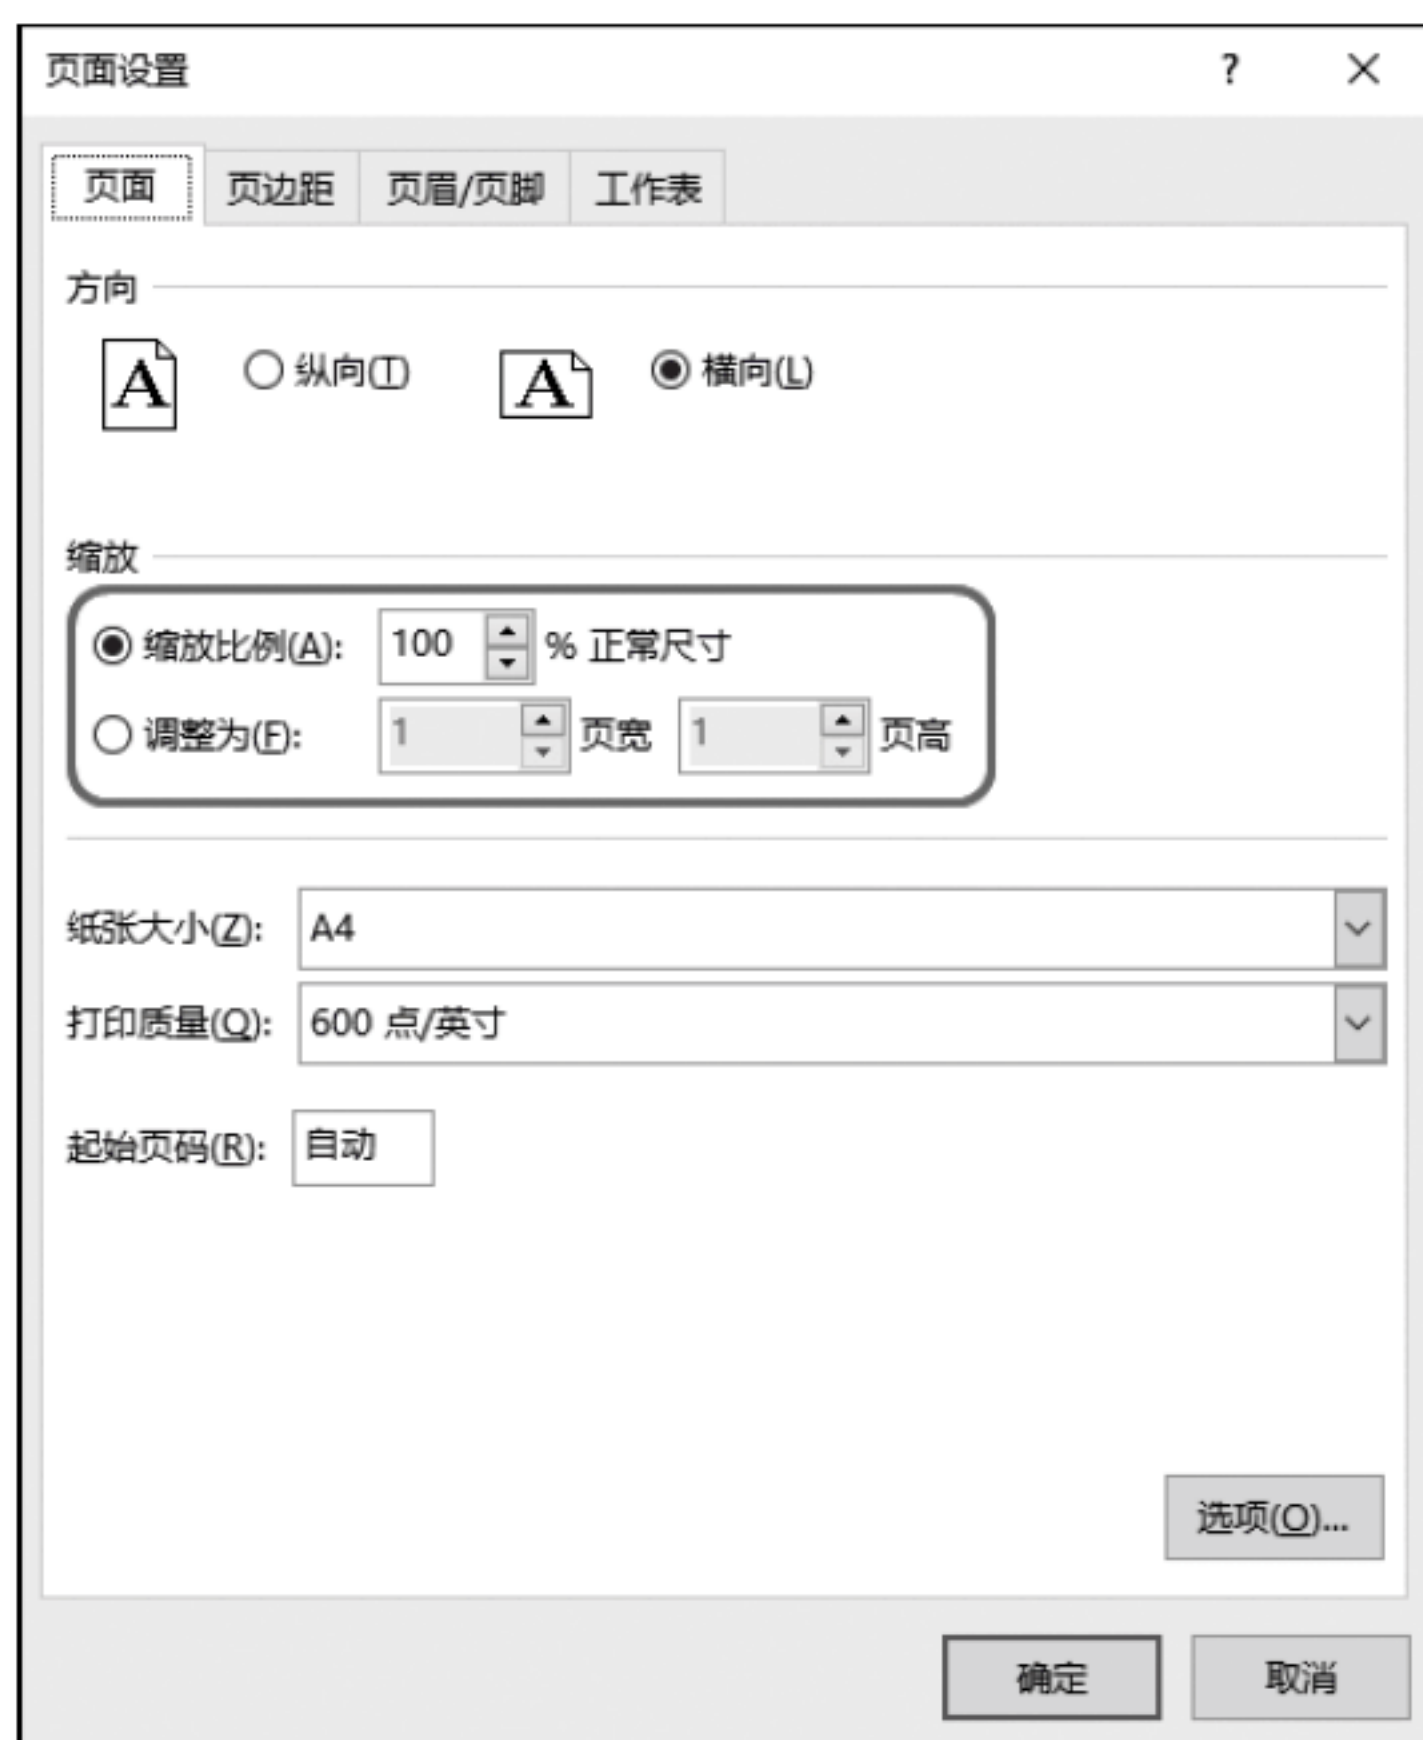 页面设置 ? ×
页面 页边距 页眉/页脚 工作表
方向
A 纵向(T) A 横向(L)
缩放
缩放比例(A): 100 % 正常尺寸
调整为(F): 1 页宽 1 页高
纸张大小(Z): A4
打印质量(Q): 600 点/英寸
起始页码(R): 自动
选项(O)...
确定 取消